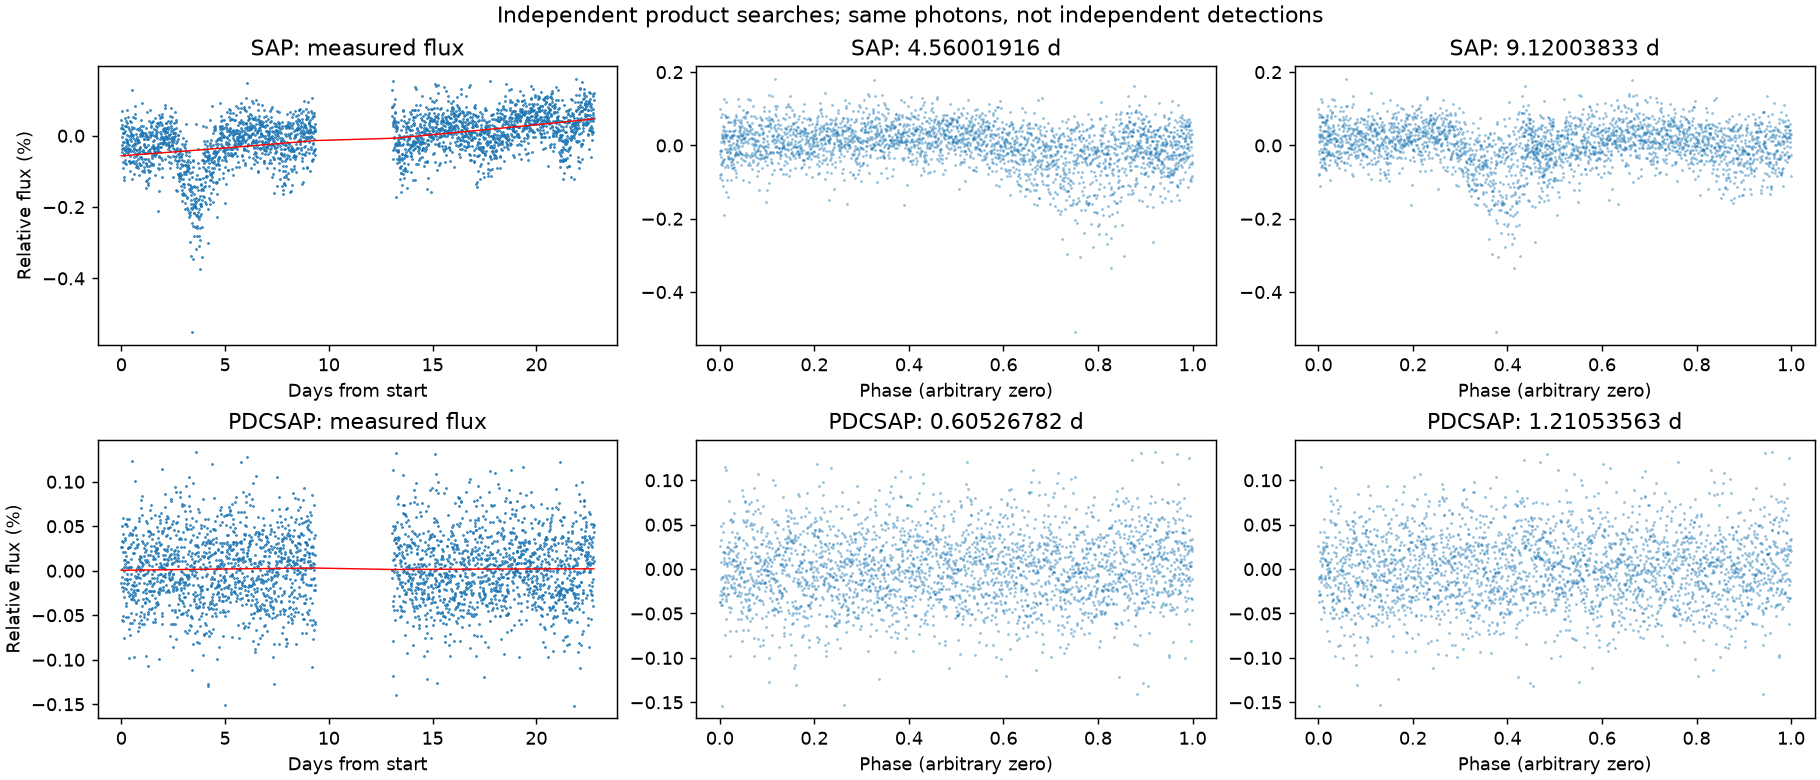 Independent product searches; same photons, not independent detections
SAP: measured flux
Relative flux (%)
0.0
−0.2
−0.4
0 5 10 15 20
Days from start
SAP: 4.56001916 d
0.2
0.0
−0.2
−0.4
0.0 0.2 0.4 0.6 0.8 1.0
Phase (arbitrary zero)
SAP: 9.12003833 d
0.2
0.0
−0.2
−0.4
0.0 0.2 0.4 0.6 0.8 1.0
Phase (arbitrary zero)
PDCSAP: measured flux
Relative flux (%)
0.10
0.05
0.00
−0.05
−0.10
−0.15
0 5 10 15 20
Days from start
PDCSAP: 0.60526782 d
0.10
0.05
0.00
−0.05
−0.10
−0.15
0.0 0.2 0.4 0.6 0.8 1.0
Phase (arbitrary zero)
PDCSAP: 1.21053563 d
0.10
0.05
0.00
−0.05
−0.10
−0.15
0.0 0.2 0.4 0.6 0.8 1.0
Phase (arbitrary zero)